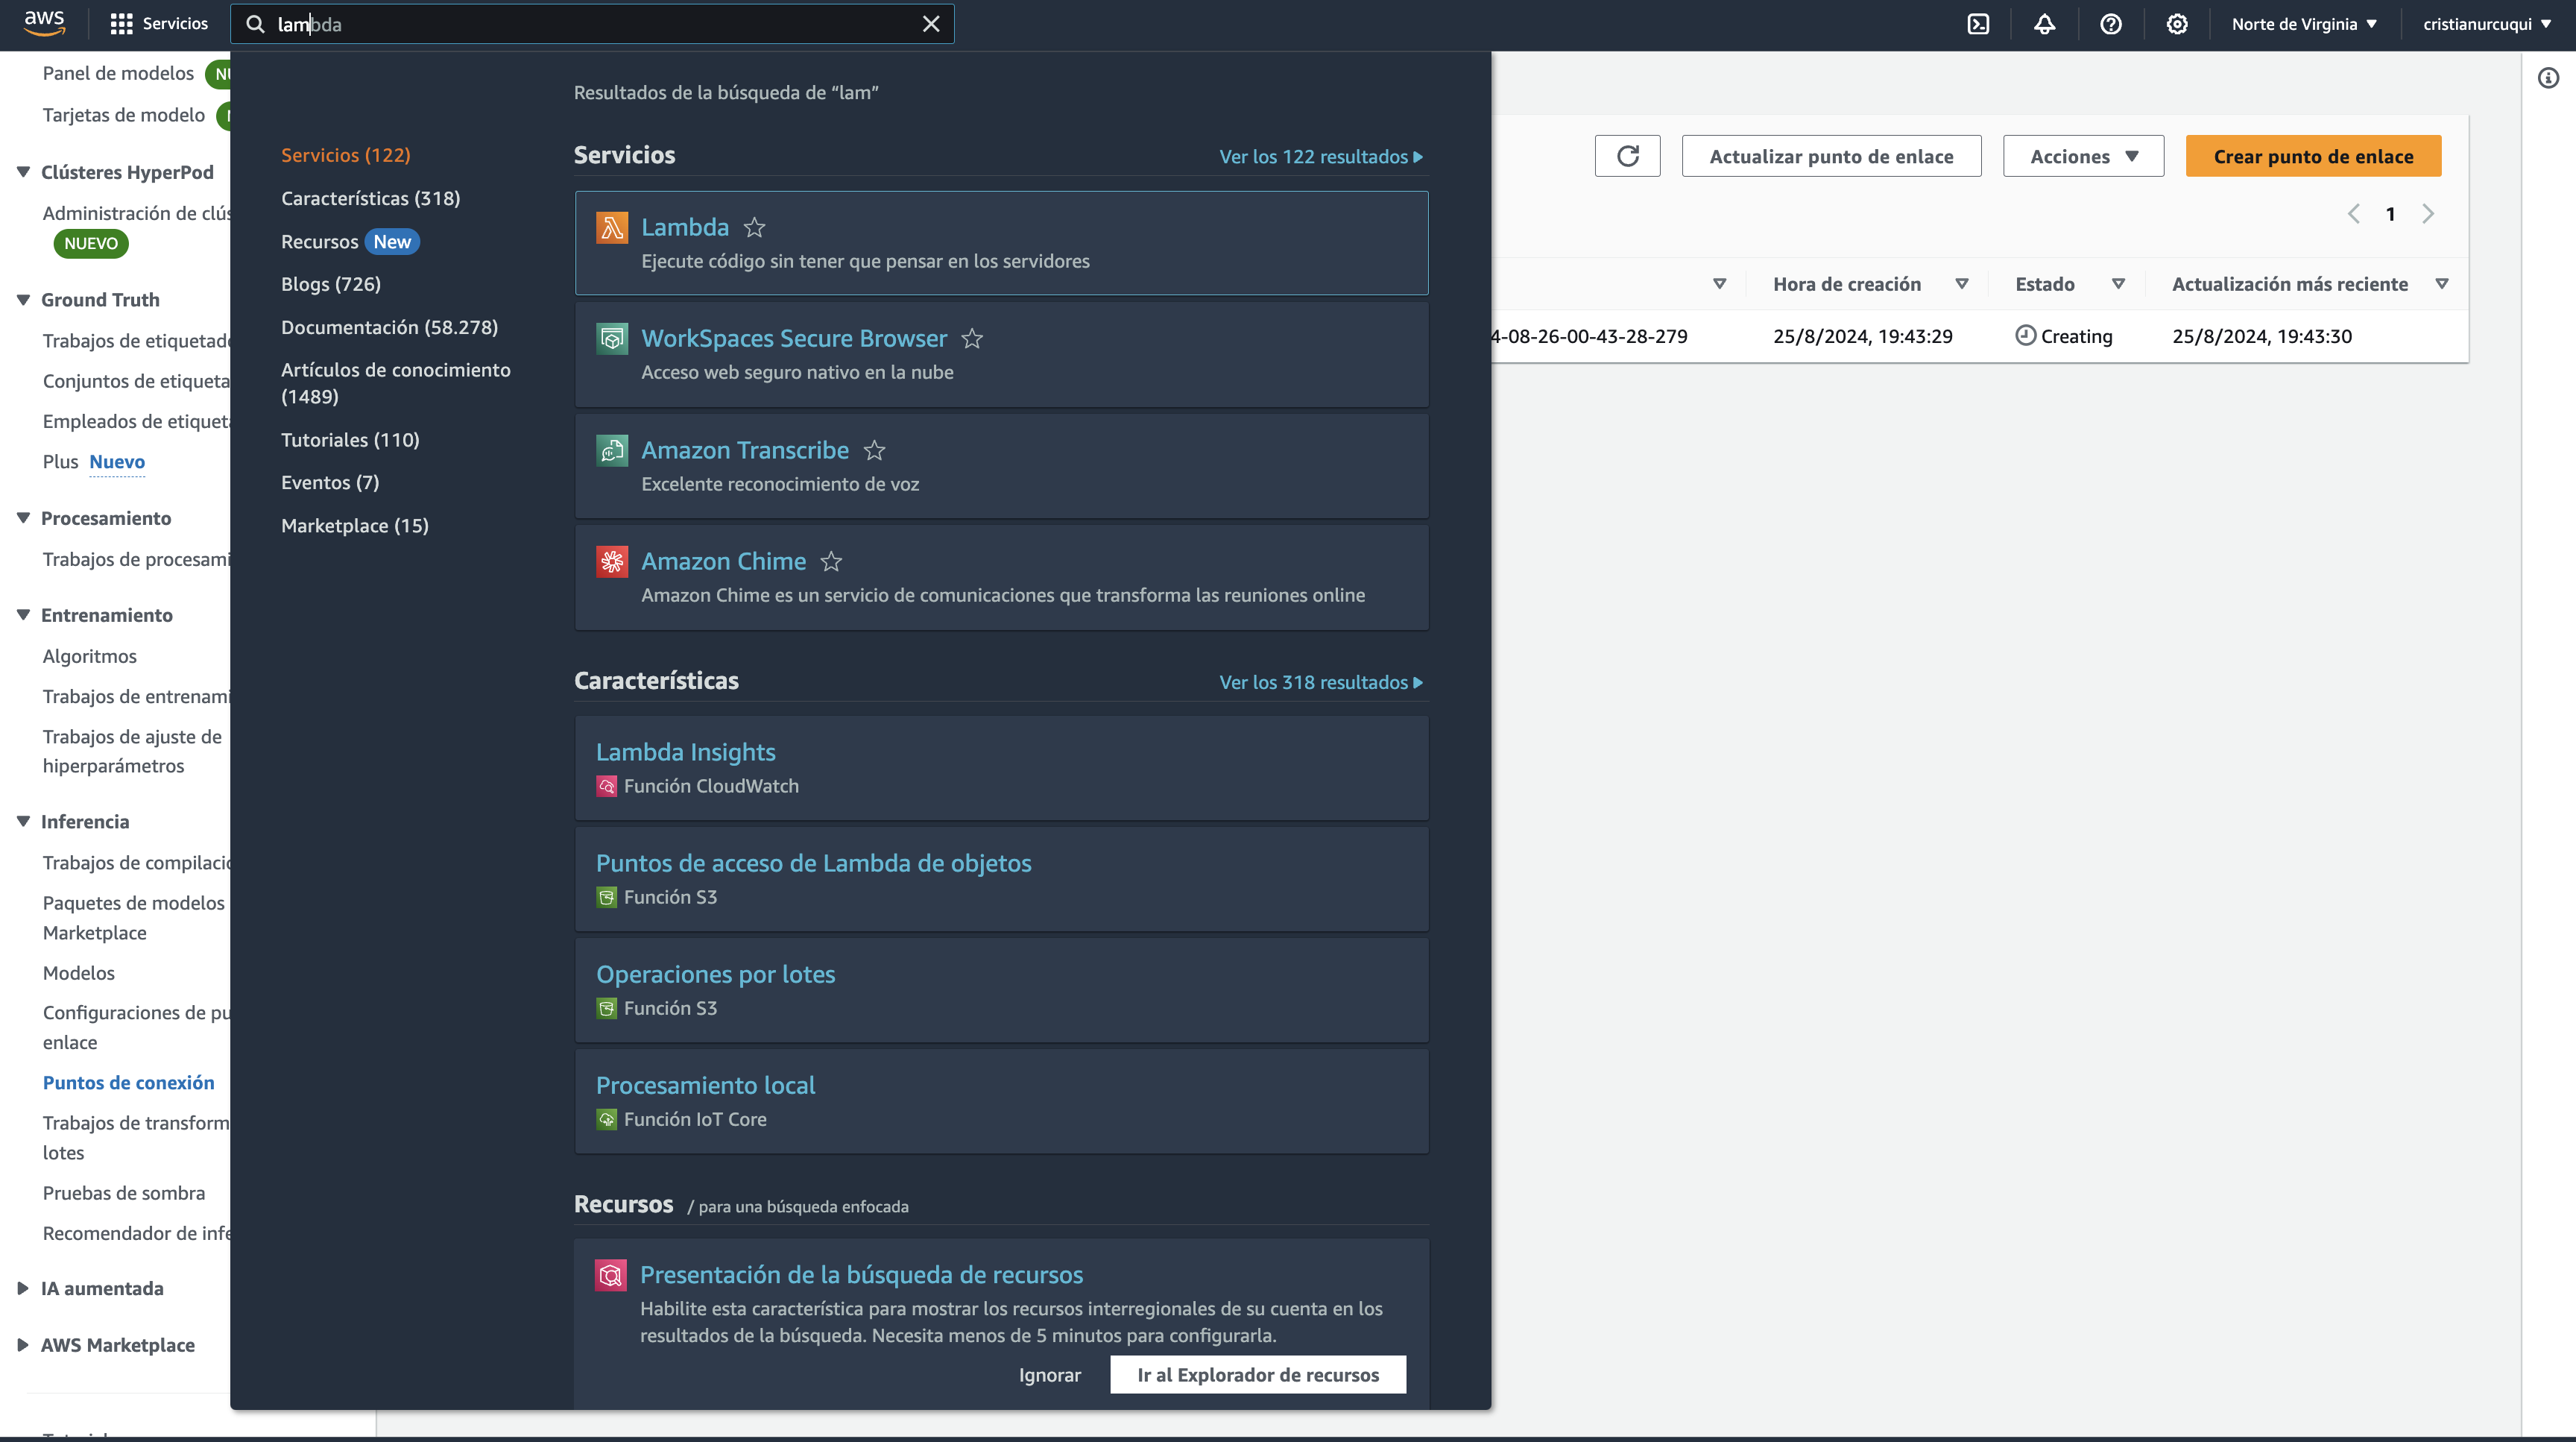 aws
Servicios
lambda
Norte de Virginia
cristianurcuqui
Panel de modelos
Tarjetas de modelo
Clústeres HyperPod
Administración de clús
NUEVO
Ground Truth
Trabajos de etiquetado
Conjuntos de etiqueta
Empleados de etiqueta
Plus Nuevo
Procesamiento
Trabajos de procesami
Entrenamiento
Algoritmos
Trabajos de entrenami
Trabajos de ajuste de
hiperparámetros
Inferencia
Trabajos de compilació
Paquetes de modelos
Marketplace
Modelos
Configuraciones de pu
enlace
Puntos de conexión
Trabajos de transform
lotes
Pruebas de sombra
Recomendador de infe
IA aumentada
AWS Marketplace
Resultados de la búsqueda de “lam”
Servicios (122)
Características (318)
Recursos New
Blogs (726)
Documentación (58.278)
Artículos de conocimiento
(1489)
Tutoriales (110)
Eventos (7)
Marketplace (15)
Servicios
Ver los 122 resultados
Lambda
Ejecute código sin tener que pensar en los servidores
WorkSpaces Secure Browser
Acceso web seguro nativo en la nube
Amazon Transcribe
Excelente reconocimiento de voz
Amazon Chime
Amazon Chime es un servicio de comunicaciones que transforma las reuniones online
Características
Ver los 318 resultados
Lambda Insights
Función CloudWatch
Puntos de acceso de Lambda de objetos
Función S3
Operaciones por lotes
Función S3
Procesamiento local
Función IoT Core
Recursos / para una búsqueda enfocada
Presentación de la búsqueda de recursos
Habilite esta característica para mostrar los recursos interregionales de su cuenta en los
resultados de la búsqueda. Necesita menos de 5 minutos para configurarla.
Ignorar
Ir al Explorador de recursos
Actualizar punto de enlace
Acciones
Crear punto de enlace
1
Hora de creación
Estado
Actualización más reciente
4-08-26-00-43-28-279
25/8/2024, 19:43:29
Creating
25/8/2024, 19:43:30